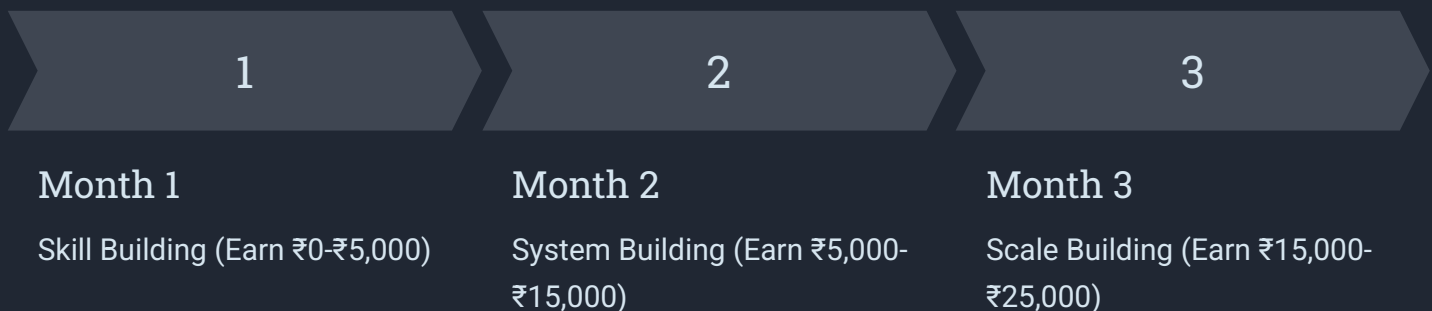 1
2
3
Month 1
Skill Building (Earn ₹0-₹5,000)
Month 2
System Building (Earn ₹5,000-
₹15,000)
Month 3
Scale Building (Earn ₹15,000-
₹25,000)